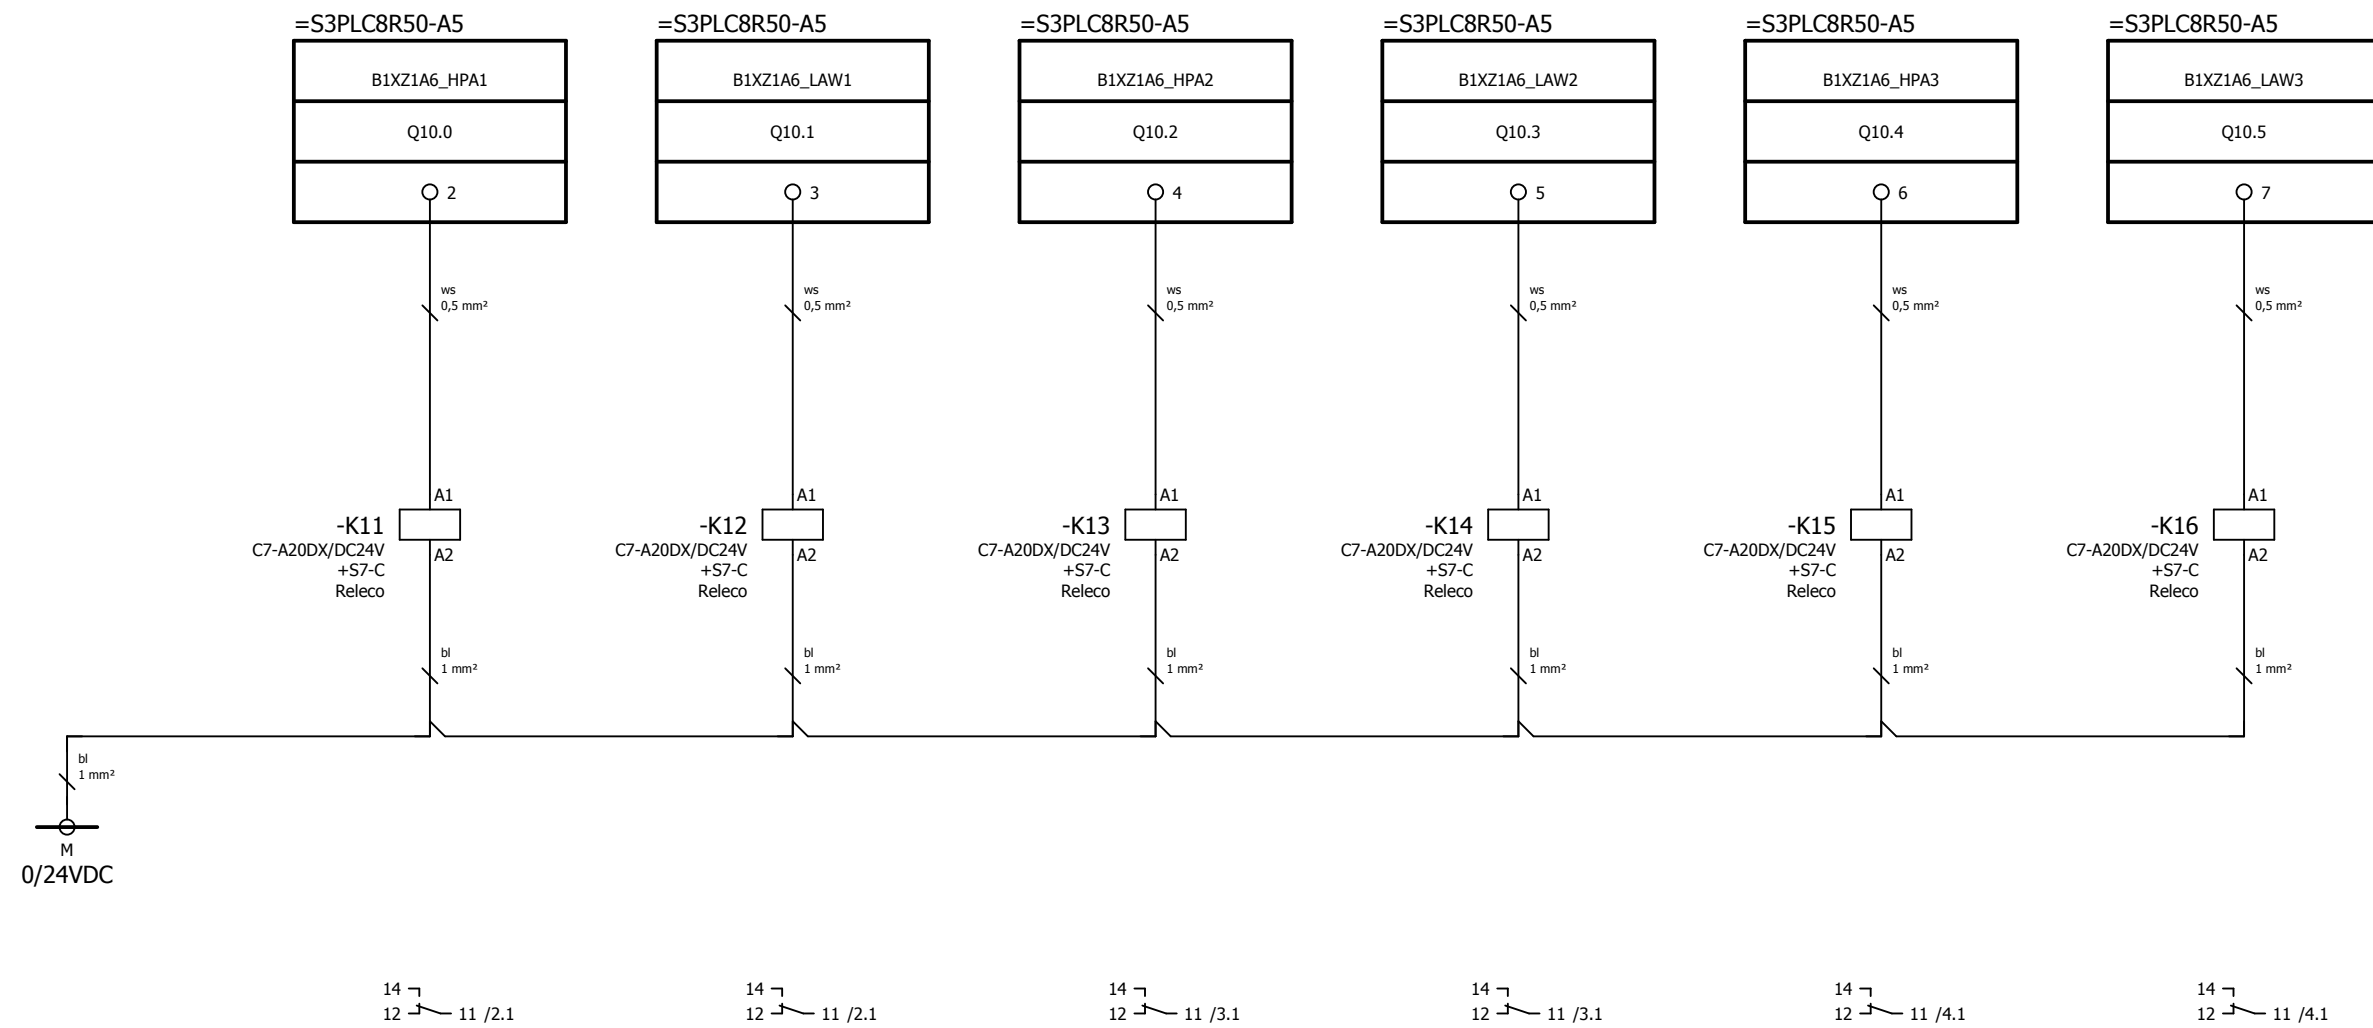 =S3PLC8R50-A5 =S3PLC8R50-A5 =S3PLC8R50-A5 =S3PLC8R50-A5 =S3PLC8R50-A5 =S3PLC8R50-A5
B1XZ1A6_HPA1 B1XZ1A6_LAW1 B1XZ1A6_HPA2 B1XZ1A6_LAW2 B1XZ1A6_HPA3 B1XZ1A6_LAW3
Q10.0 Q10.1 Q10.2 Q10.3 Q10.4 Q10.5
2 3 4 5 6 7
ws ws ws ws ws ws
0,5 mm² 0,5 mm² 0,5 mm² 0,5 mm² 0,5 mm² 0,5 mm²
A1 A1 A1 A1 A1 A1
-K11 -K12 -K13 -K14 -K15 -K16
C7-A20DX/DC24V A2 C7-A20DX/DC24V A2 C7-A20DX/DC24V A2 C7-A20DX/DC24V A2 C7-A20DX/DC24V A2 C7-A20DX/DC24V A2
+S7-C +S7-C +S7-C +S7-C +S7-C +S7-C
Releco Releco Releco Releco Releco Releco
bl bl bl bl bl bl
1 mm² 1 mm² 1 mm² 1 mm² 1 mm² 1 mm²
bl
1 mm²
M
0/24VDC
14 14 14 14 14 14
12 11 /2.1 12 11 /2.1 12 11 /3.1 12 11 /3.1 12 11 /4.1 12 11 /4.1